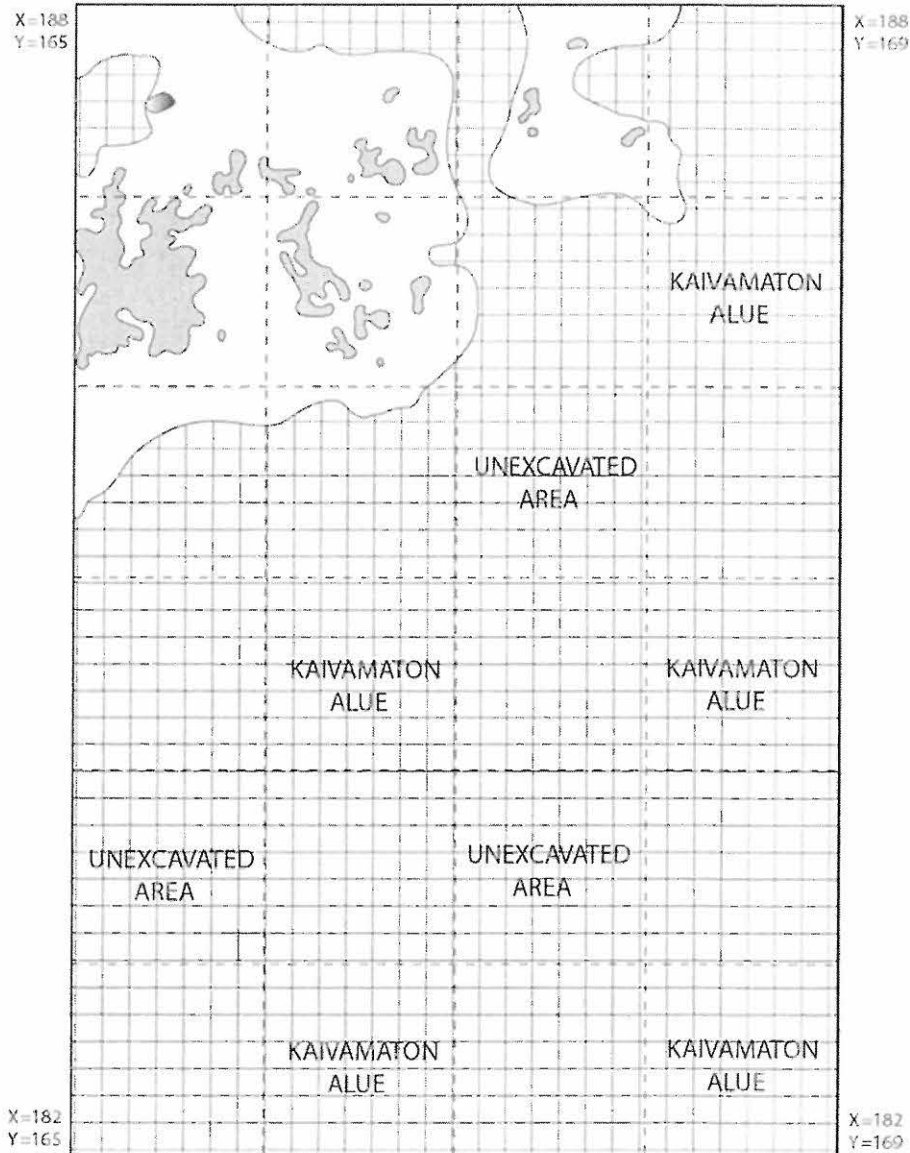 X=188
Y=165
X=188
Y=169
KAIVAMATON
ALUE
UNEXCAVATED
AREA
KAIVAMATON
ALUE
KAIVAMATON
ALUE
UNEXCAVATED
AREA
UNEXCAVATED
AREA
KAIVAMATON
ALUE
KAIVAMATON
ALUE
X=182
Y=165
X=182
Y=169